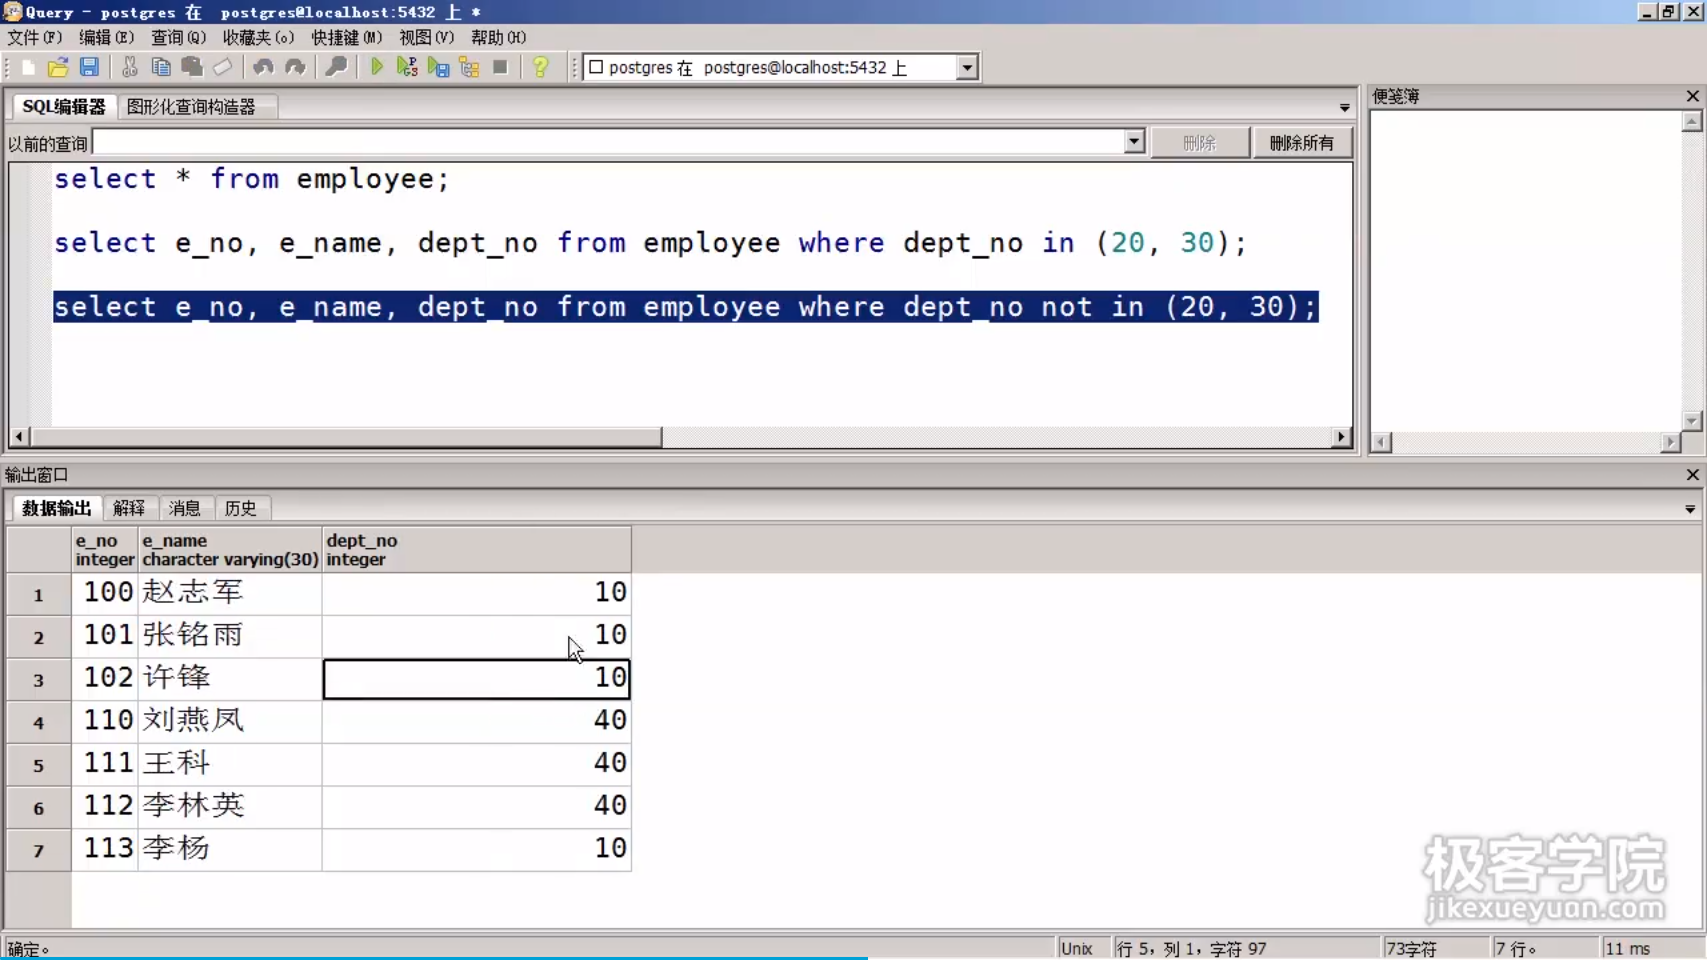 Query - postgres 在 postgres@localhost:5432 上 *
文件(F) 编辑(E) 查询(Q) 收藏夹(o) 快捷键(M) 视图(V) 帮助(H)
postgres 在 postgres@localhost:5432 上
SQL编辑器 图形化查询构造器
便笺簿
以前的查询 删除 删除所有
select * from employee;
select e_no, e_name, dept_no from employee where dept_no in (20, 30);
select e_no, e_name, dept_no from employee where dept_no not in (20, 30);
输出窗口
数据输出 解释 消息 历史
e_no e_name dept_no
integer character varying(30) integer
1 100 赵志军 10
2 101 张铭雨 10
3 102 许锋 10
4 110 刘燕凤 40
5 111 王科 40
6 112 李林英 40
7 113 李杨 10
极客学院
jikexueyuan.com
确定。 Unix 行 5, 列 1, 字符 97 73字符 7 行。 11 ms